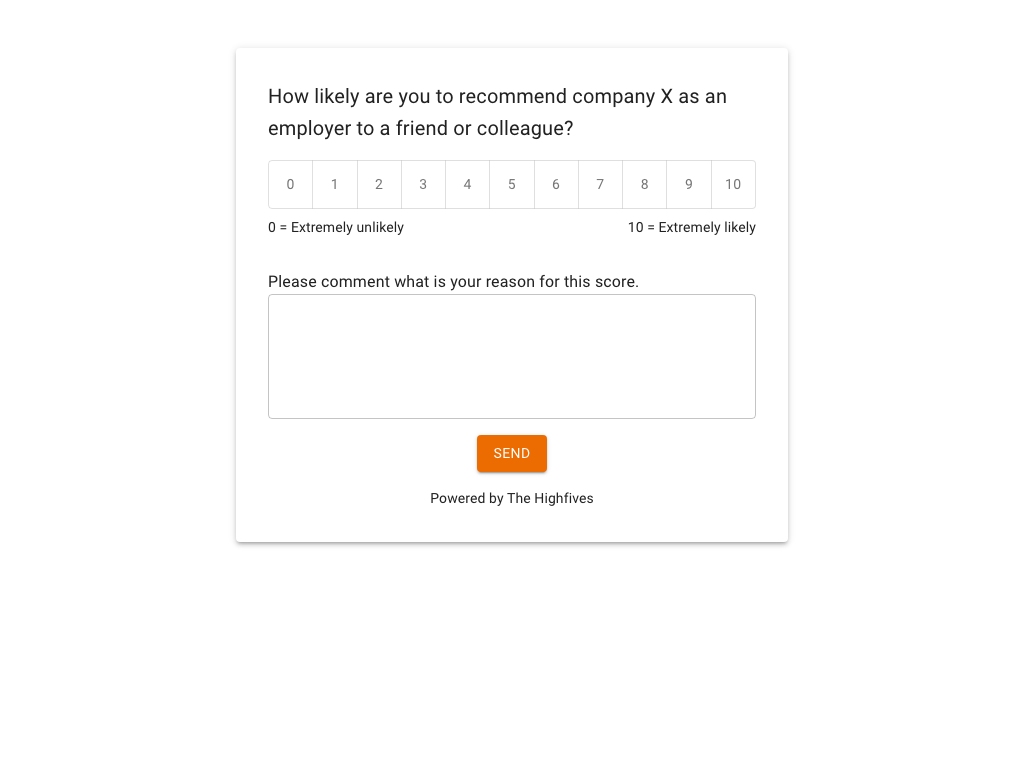 How likely are you to recommend company X as an
employer to a friend or colleague?
0 1 2 3 4 5 6 7 8 9 10
0 = Extremely unlikely 10 = Extremely likely
Please comment what is your reason for this score.
SEND
Powered by The Highfives